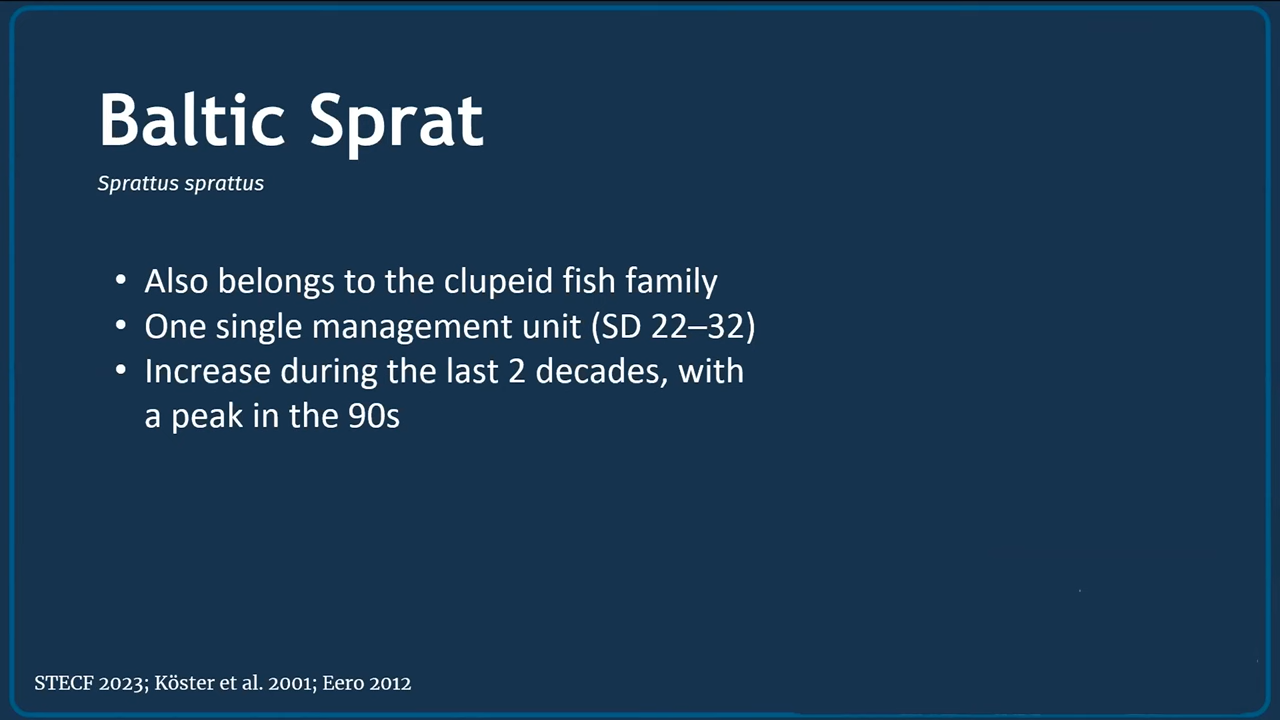 Baltic Sprat
Sprattus sprattus
• Also belongs to the clupeid fish family
• One single management unit (SD 22–32)
• Increase during the last 2 decades, with
a peak in the 90s
STECF 2023; Köster et al. 2001; Eero 2012